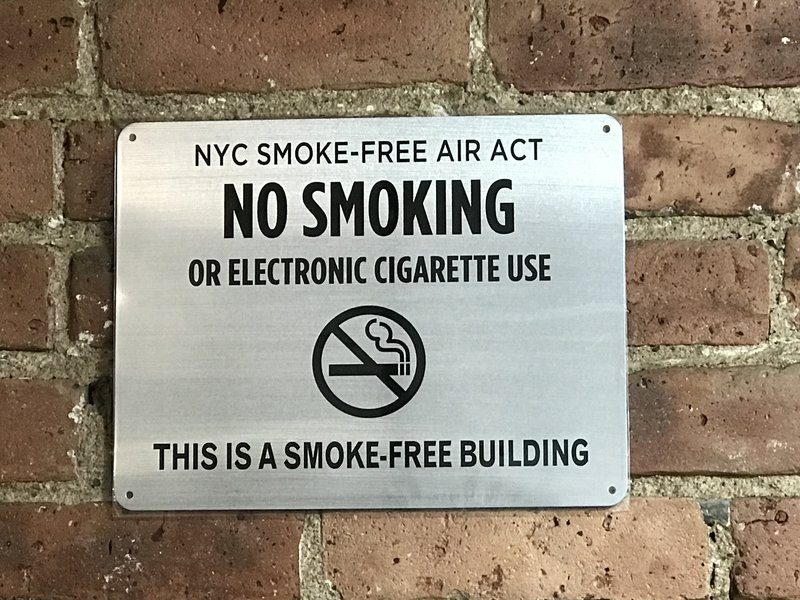 NYC SMOKE-FREE AIR ACT
NO SMOKING
OR ELECTRONIC CIGARETTE USE
THIS IS A SMOKE-FREE BUILDING